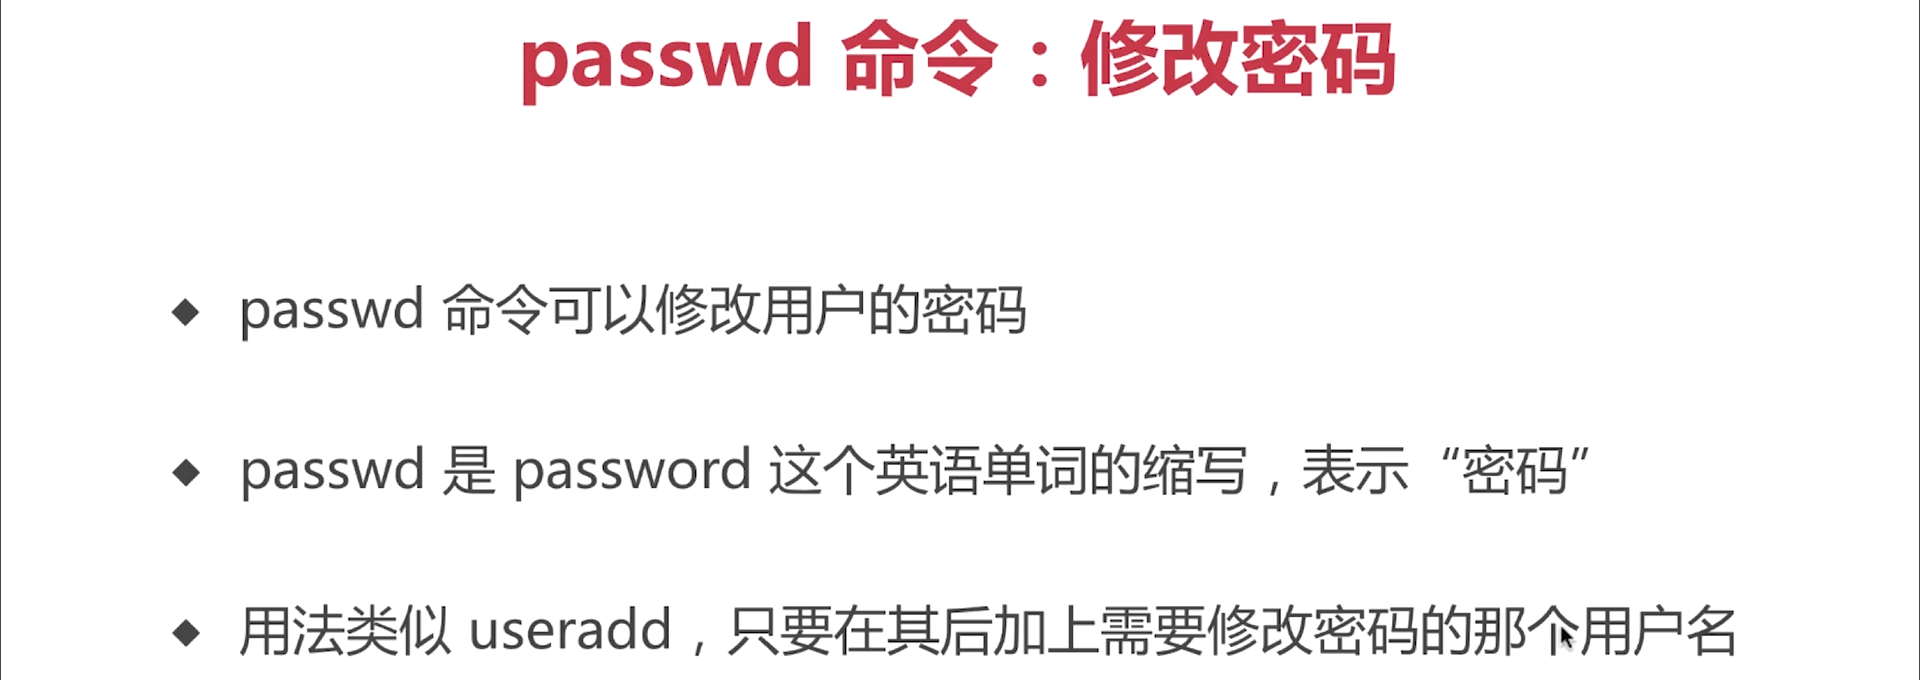 passwd 命令：修改密码
◆ passwd 命令可以修改用户的密码
◆ passwd 是 password 这个英语单词的缩写，表示“密码”
◆ 用法类似 useradd，只要在其后加上需要修改密码的那个用户名